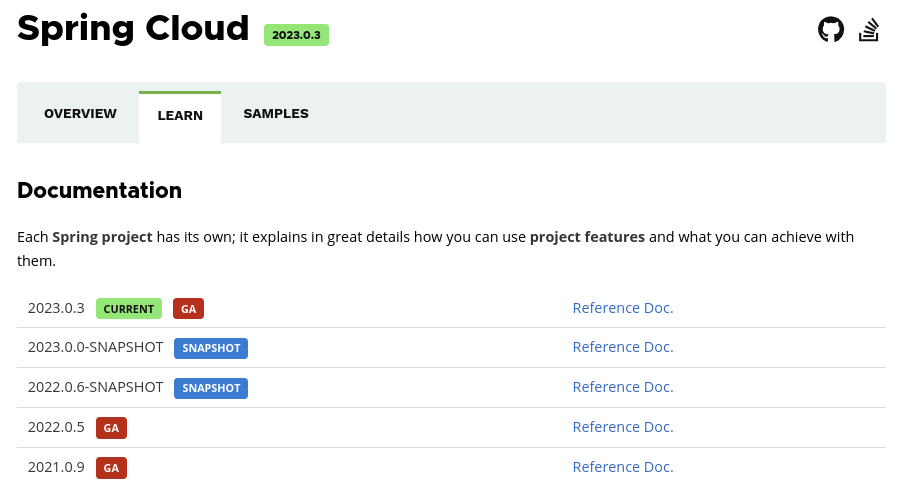 Spring Cloud 2023.0.3
OVERVIEW LEARN SAMPLES
Documentation
Each Spring project has its own; it explains in great details how you can use project features and what you can achieve with
them.
2023.0.3 CURRENT GA Reference Doc.
2023.0.0-SNAPSHOT SNAPSHOT Reference Doc.
2022.0.6-SNAPSHOT SNAPSHOT Reference Doc.
2022.0.5 GA Reference Doc.
2021.0.9 GA Reference Doc.